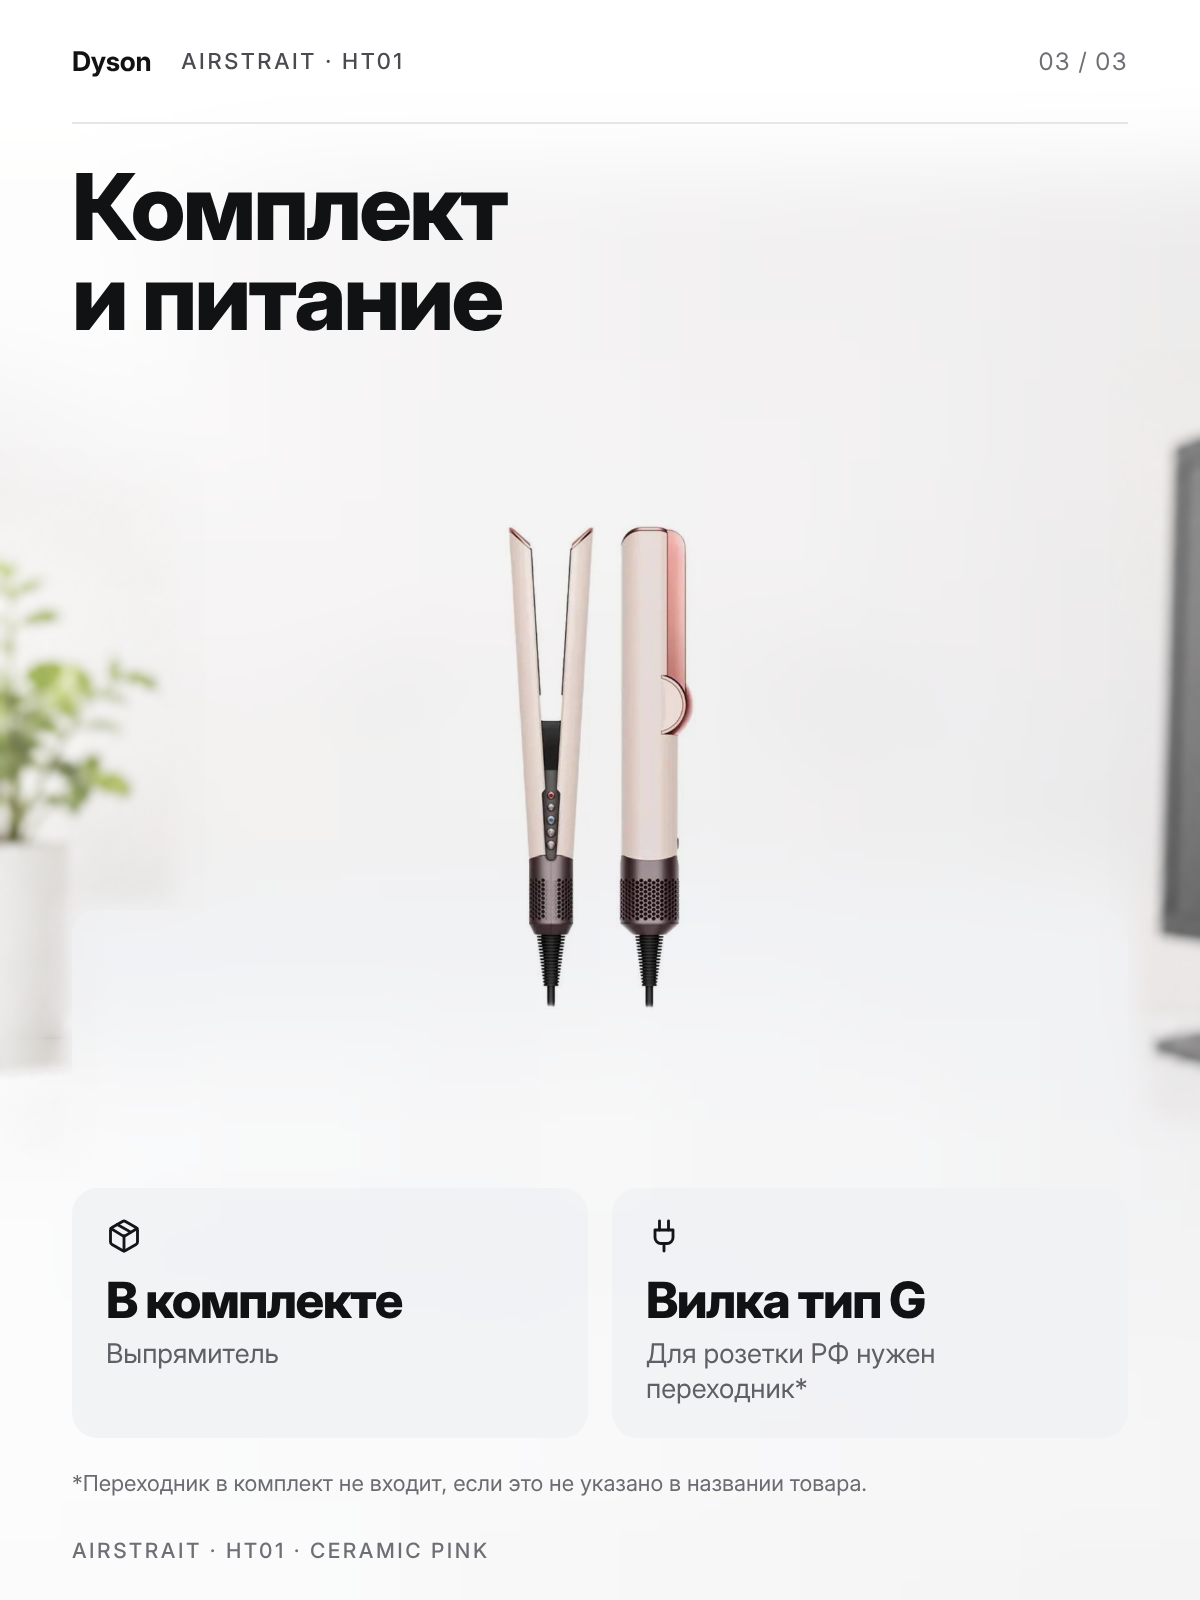 Dyson AIRSTRAIT · HT01 03 / 03
Комплект
и питание
В комплекте
Выпрямитель
Вилка тип G
Для розетки РФ нужен
переходник*
*Переходник в комплект не входит, если это не указано в названии товара.
AIRSTRAIT · HT01 · CERAMIC PINK